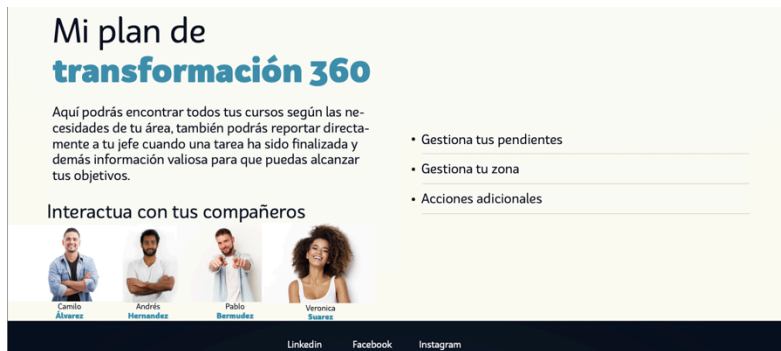 Mi plan de
transformación 360
Aquí podrás encontrar todos tus cursos según las ne-
cesidades de tu área, también podrás reportar directa-
mente a tu jefe cuando una tarea ha sido finalizada y
demás información valiosa para que puedas alcanzar
tus objetivos.
• Gestiona tus pendientes
• Gestiona tu zona
• Acciones adicionales
Interactua con tus compañeros
Camilo
Álvarez
Andrés
Hernandez
Pablo
Bermudez
Veronica
Suarez
Linkedin Facebook Instagram